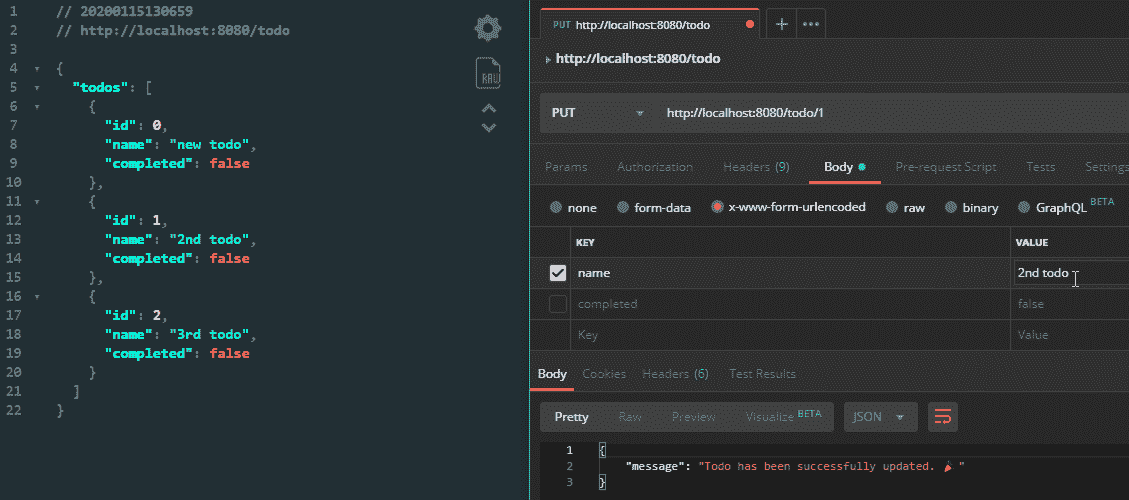 1 // 20200115130659
2 // http://localhost:8080/todo
3
4 {
5 "todos": [
6 {
7 "id": 0,
8 "name": "new todo",
9 "completed": false
10 },
11 {
12 "id": 1,
13 "name": "2nd todo",
14 "completed": false
15 },
16 {
17 "id": 2,
18 "name": "3rd todo",
19 "completed": false
20 }
21 ]
22 }
RAW
PUT http://localhost:8080/todo
http://localhost:8080/todo
PUT http://localhost:8080/todo/1
Params Authorization Headers (9) Body Pre-request Script Tests Settings
none form-data x-www-form-urlencoded raw binary GraphQL BETA
KEY VALUE
name 2nd todo
completed false
Key Value
Body Cookies Headers (6) Test Results
Pretty Raw Preview Visualize BETA JSON
1 {
2 "message": "Todo has been successfully updated. 🎉 "
3 }